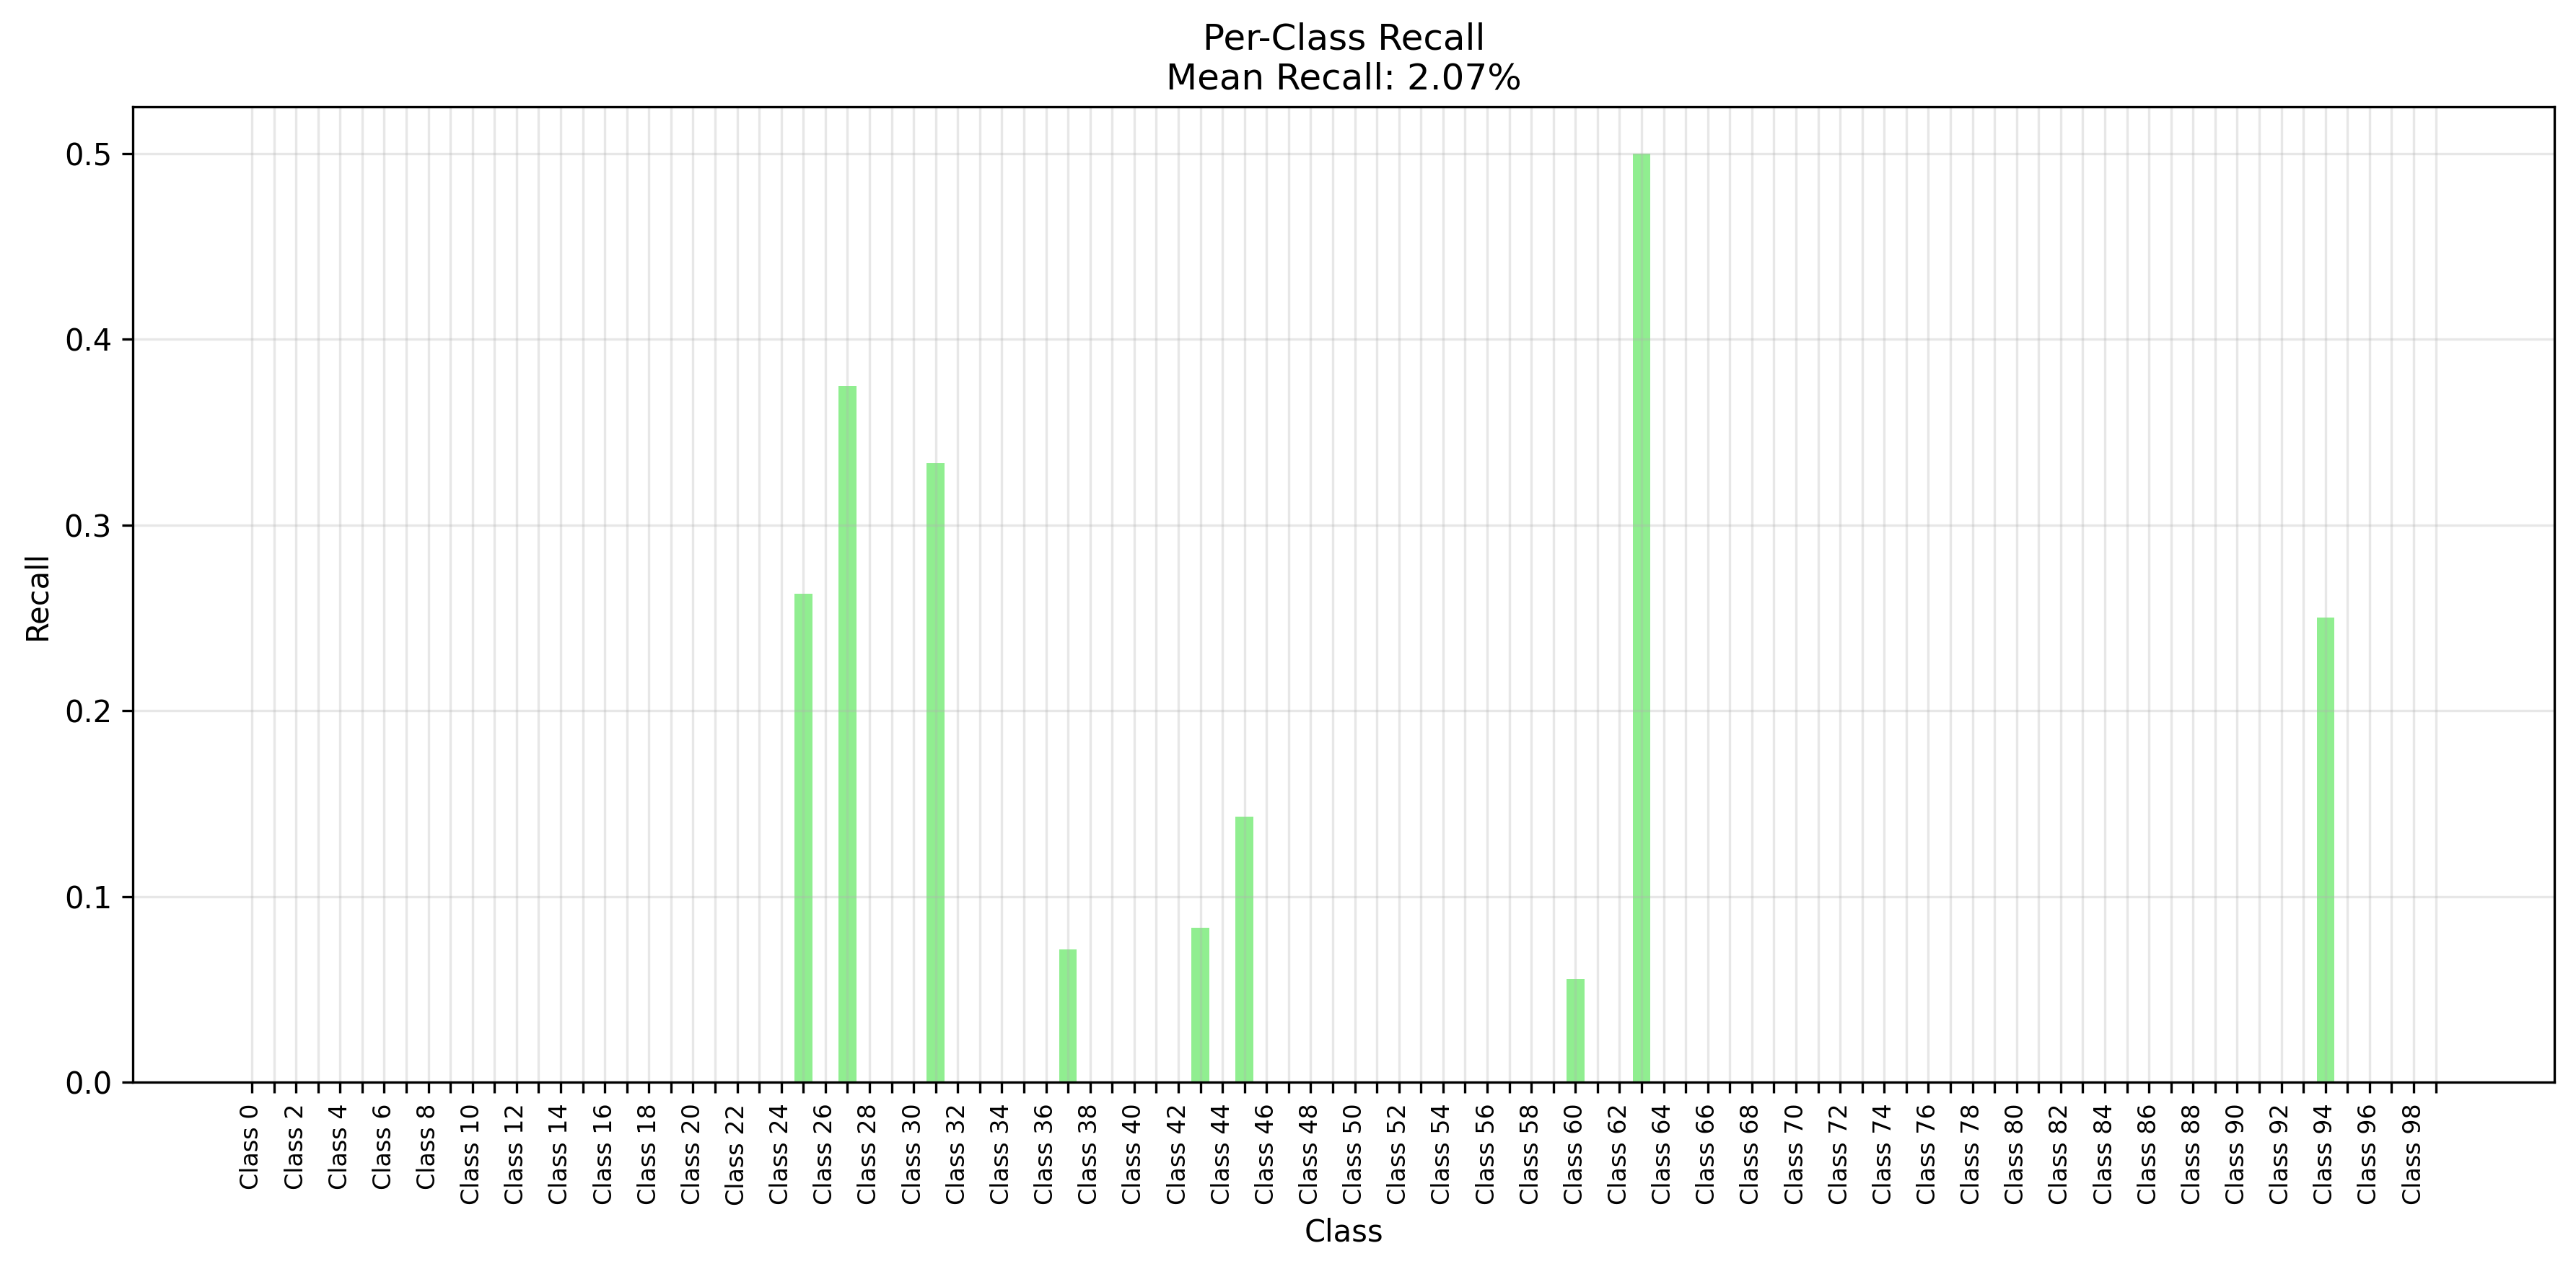 Per-Class Recall
Mean Recall: 2.07%
Recall
0.5
0.4
0.3
0.2
0.1
0.0
Class 0
Class 2
Class 4
Class 6
Class 8
Class 10
Class 12
Class 14
Class 16
Class 18
Class 20
Class 22
Class 24
Class 26
Class 28
Class 30
Class 32
Class 34
Class 36
Class 38
Class 40
Class 42
Class 44
Class 46
Class 48
Class 50
Class 52
Class 54
Class 56
Class 58
Class 60
Class 62
Class 64
Class 66
Class 68
Class 70
Class 72
Class 74
Class 76
Class 78
Class 80
Class 82
Class 84
Class 86
Class 88
Class 90
Class 92
Class 94
Class 96
Class 98
Class